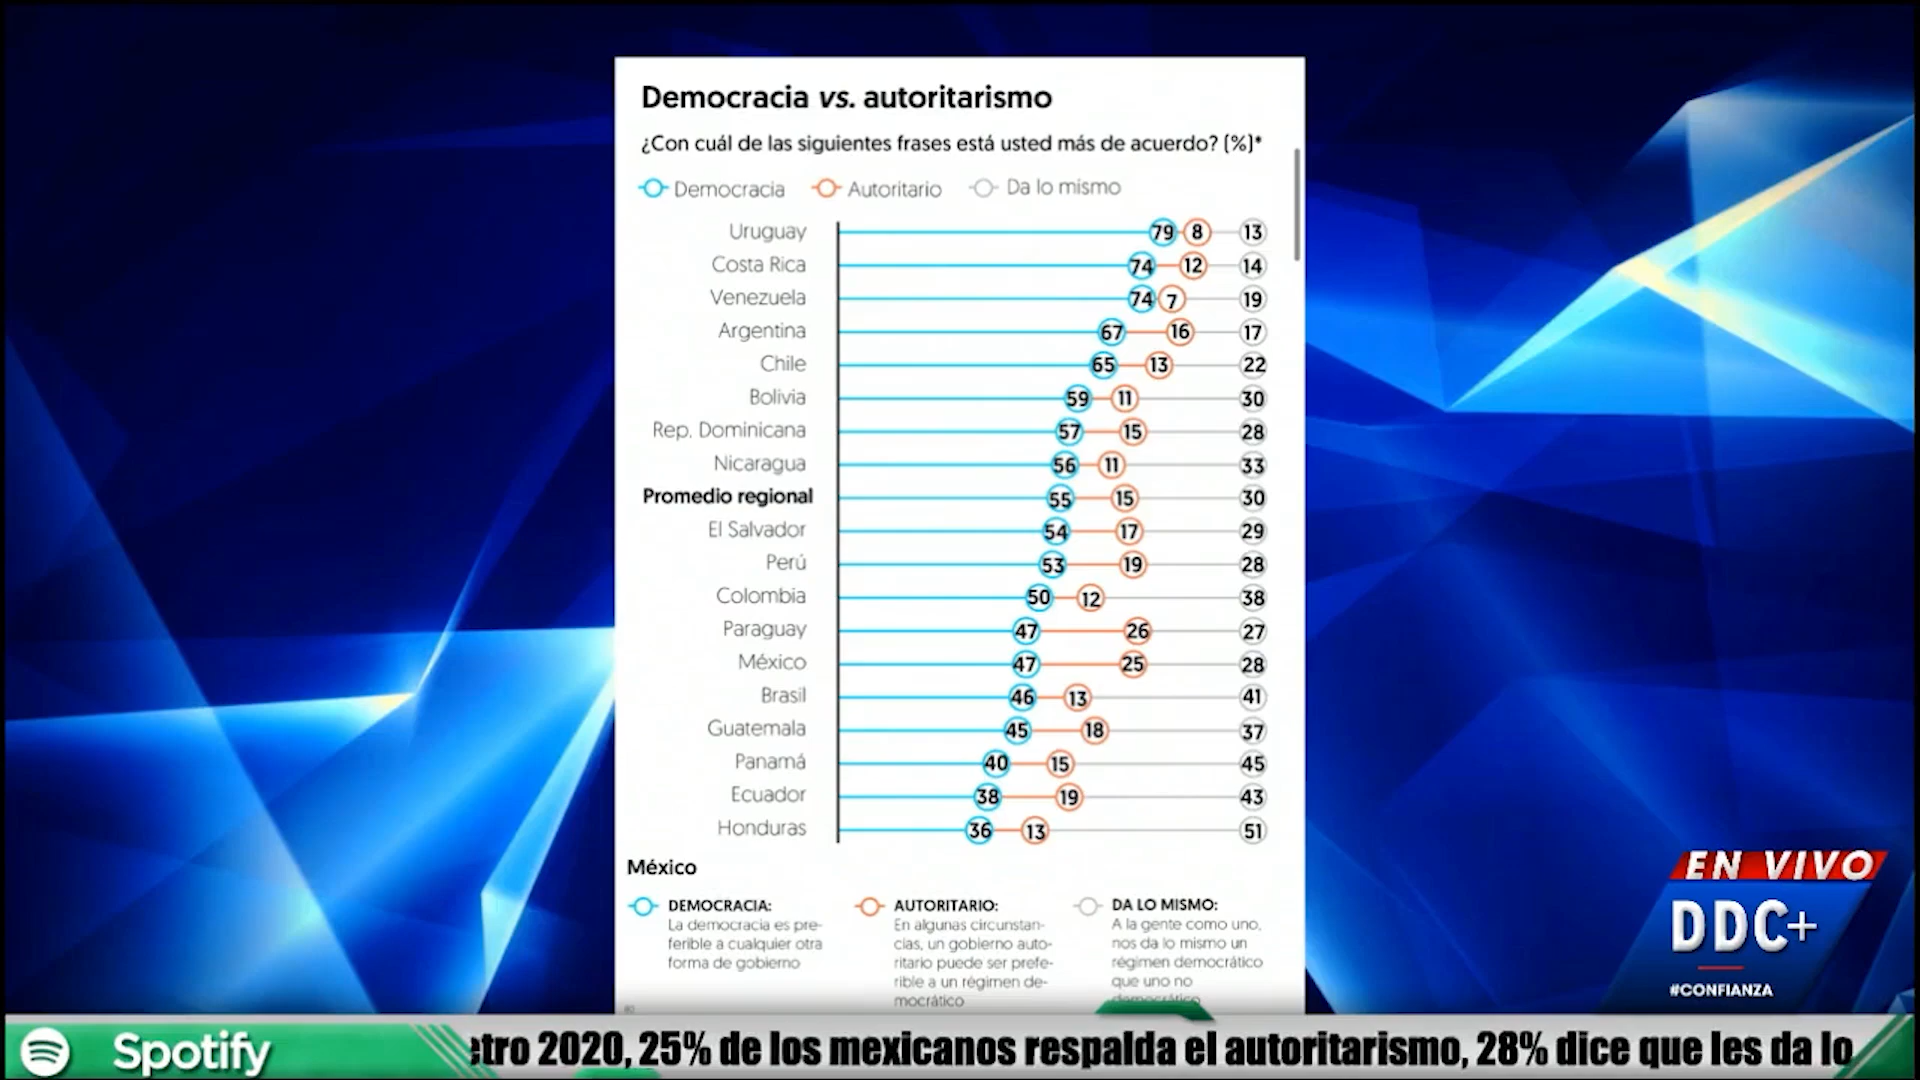 Democracia vs. autoritarismo
¿Con cuál de las siguientes frases está usted más de acuerdo? (%)*
Democracia Autoritario Da lo mismo
Uruguay 79 8 13
Costa Rica 74 12 14
Venezuela 74 7 19
Argentina 67 16 17
Chile 65 13 22
Bolivia 59 11 30
Rep. Dominicana 57 15 28
Nicaragua 56 11 33
Promedio regional 55 15 30
El Salvador 54 17 29
Perú 53 19 28
Colombia 50 12 38
Paraguay 47 26 27
México 47 25 28
Brasil 46 13 41
Guatemala 45 18 37
Panamá 40 15 45
Ecuador 38 19 43
Honduras 36 13 51
México
DEMOCRACIA:
La democracia es pre-
ferible a cualquier otra
forma de gobierno
AUTORITARIO:
En algunas circunstan-
cias, un gobierno auto-
ritario puede ser prefe-
rible a un régimen de-
mocrático
DA LO MISMO:
A la gente como uno,
nos da lo mismo un
régimen democrático
que uno no
democrático
EN VIVO
DDC+
#CONFIANZA
Spotify
etro 2020, 25% de los mexicanos respalda el autoritarismo, 28% dice que les da lo